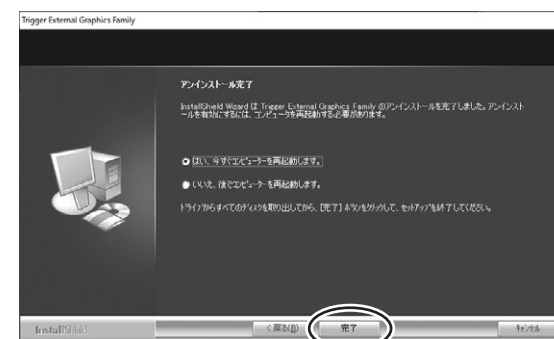 Trigger External Graphics Family
アンインストール完了
InstallShield Wizard は Trigger External Graphics Family のアンインストールを完了しました。アンインスト
ールを有効にするには、コンピュータを再起動する必要があります。
はい、今すぐコンピューターを再起動します。
いいえ、後でコンピューターを再起動します。
ドライブからすべてのディスクを取り出してから、[完了] ボタンをクリックして、セットアップを終了してください。
InstallShield
< 戻る(B)
完了
キャンセル